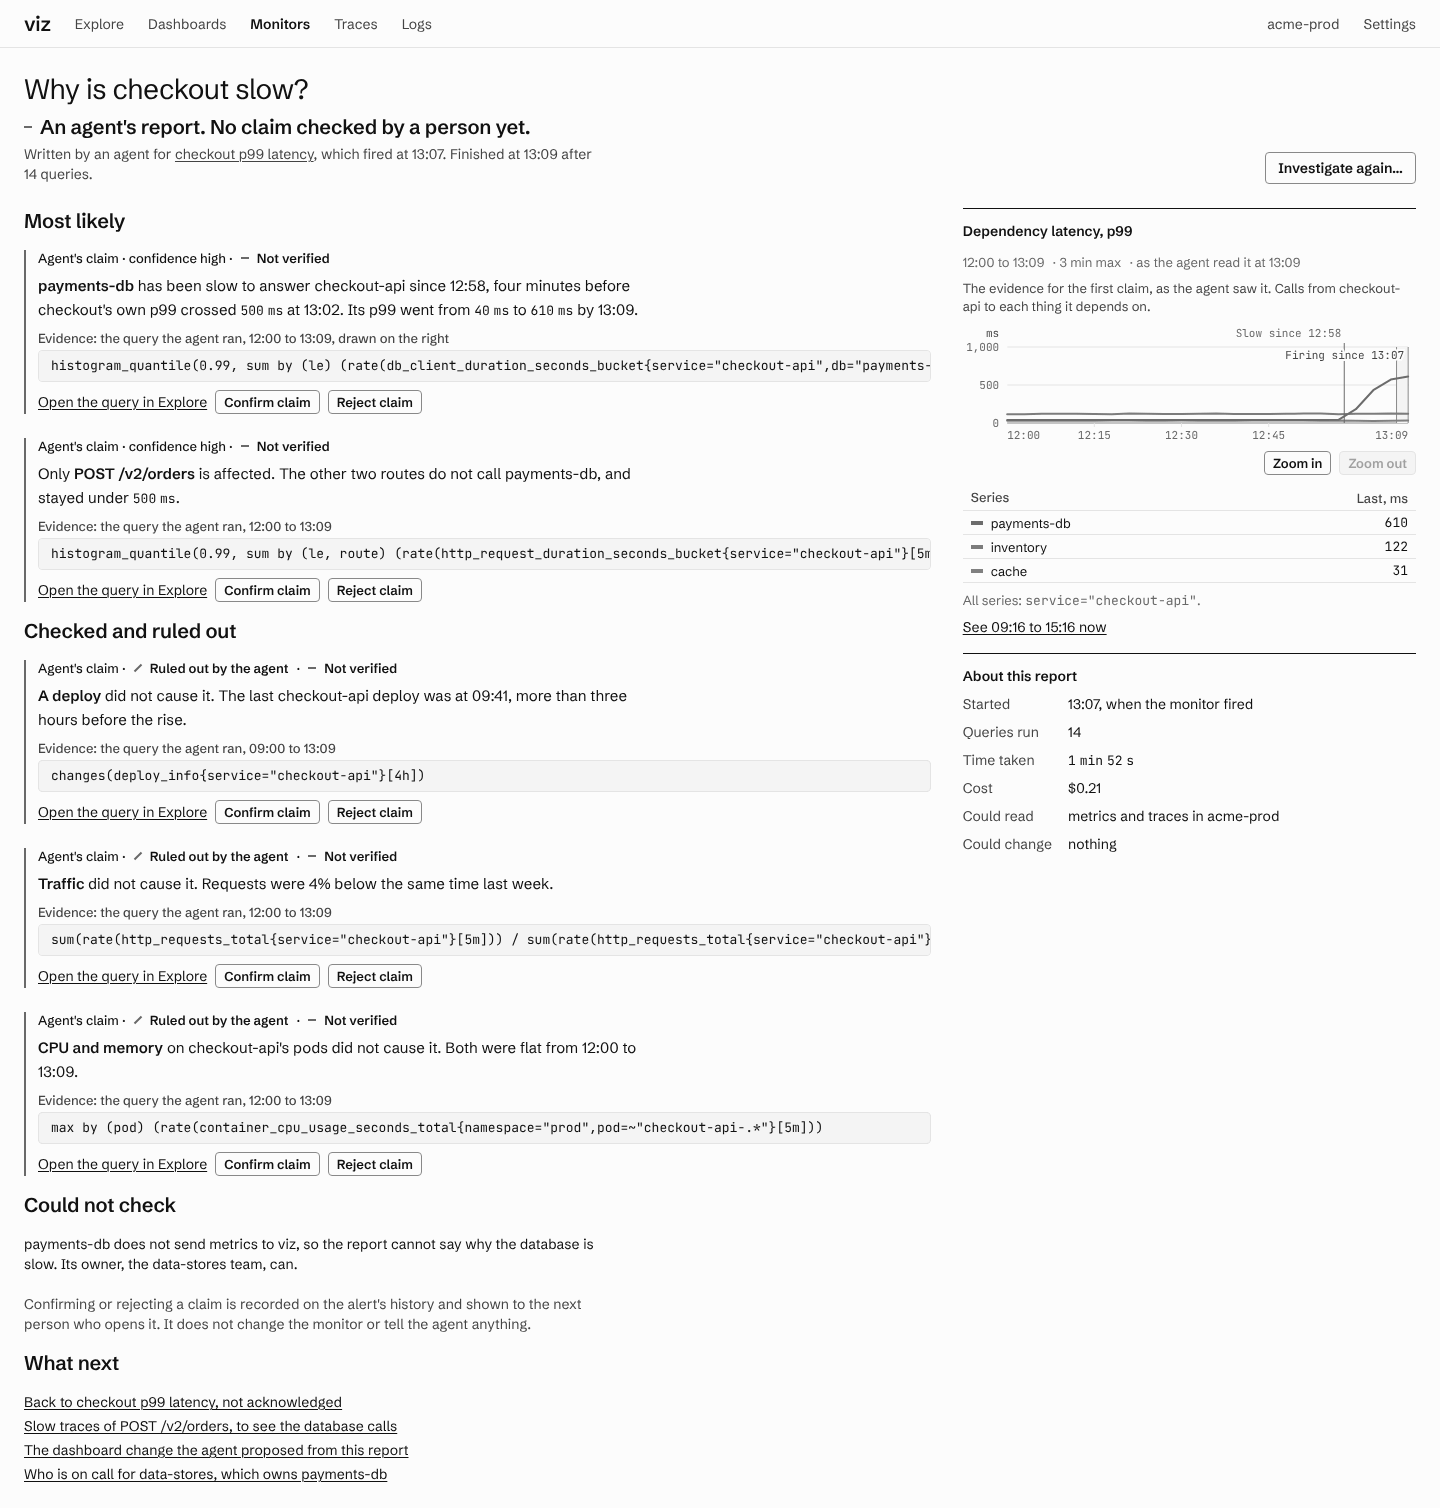 viz Explore Dashboards Monitors Traces Logs acme-prod Settings
Why is checkout slow?
– An agent's report. No claim checked by a person yet.
Written by an agent for checkout p99 latency, which fired at 13:07. Finished at 13:09 after
14 queries.
Investigate again...
Most likely
Agent's claim · confidence high · – Not verified
payments-db has been slow to answer checkout-api since 12:58, four minutes before
checkout's own p99 crossed 500 ms at 13:02. Its p99 went from 40 ms to 610 ms by 13:09.
Evidence: the query the agent ran, 12:00 to 13:09, drawn on the right
histogram_quantile(0.99, sum by (le) (rate(db_client_duration_seconds_bucket{service="checkout-api",db="payments-
Open the query in Explore Confirm claim Reject claim
Agent's claim · confidence high · – Not verified
Only POST /v2/orders is affected. The other two routes do not call payments-db, and
stayed under 500 ms.
Evidence: the query the agent ran, 12:00 to 13:09
histogram_quantile(0.99, sum by (le, route) (rate(http_request_duration_seconds_bucket{service="checkout-api"}[5m
Open the query in Explore Confirm claim Reject claim
Checked and ruled out
Agent's claim · Ruled out by the agent · – Not verified
A deploy did not cause it. The last checkout-api deploy was at 09:41, more than three
hours before the rise.
Evidence: the query the agent ran, 09:00 to 13:09
changes(deploy_info{service="checkout-api"}[4h])
Open the query in Explore Confirm claim Reject claim
Agent's claim · Ruled out by the agent · – Not verified
Traffic did not cause it. Requests were 4% below the same time last week.
Evidence: the query the agent ran, 12:00 to 13:09
sum(rate(http_requests_total{service="checkout-api"}[5m])) / sum(rate(http_requests_total{service="checkout-api"}
Open the query in Explore Confirm claim Reject claim
Agent's claim · Ruled out by the agent · – Not verified
CPU and memory on checkout-api's pods did not cause it. Both were flat from 12:00 to
13:09.
Evidence: the query the agent ran, 12:00 to 13:09
max by (pod) (rate(container_cpu_usage_seconds_total{namespace="prod",pod=~"checkout-api-.*"}[5m]))
Open the query in Explore Confirm claim Reject claim
Could not check
payments-db does not send metrics to viz, so the report cannot say why the database is
slow. Its owner, the data-stores team, can.
Confirming or rejecting a claim is recorded on the alert's history and shown to the next
person who opens it. It does not change the monitor or tell the agent anything.
What next
Back to checkout p99 latency, not acknowledged
Slow traces of POST /v2/orders, to see the database calls
The dashboard change the agent proposed from this report
Who is on call for data-stores, which owns payments-db
Dependency latency, p99
12:00 to 13:09 · 3 min max · as the agent read it at 13:09
The evidence for the first claim, as the agent saw it. Calls from checkout-
api to each thing it depends on.
ms
Slow since 12:58
1,000
Firing since 13:07
500
0
12:00 12:15 12:30 12:45 13:09
Zoom in Zoom out
Series Last, ms
payments-db 610
inventory 122
cache 31
All series: service="checkout-api".
See 09:16 to 15:16 now
About this report
Started 13:07, when the monitor fired
Queries run 14
Time taken 1 min 52 s
Cost $0.21
Could read metrics and traces in acme-prod
Could change nothing